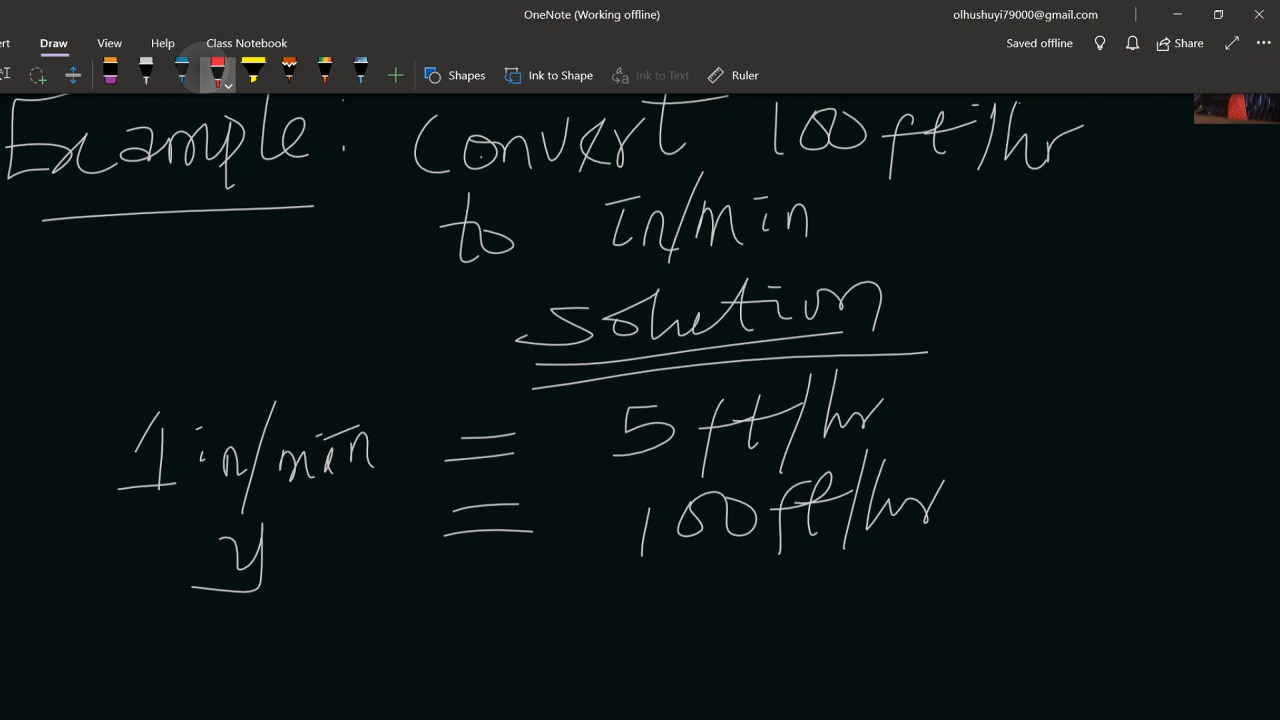 OneNote (Working offline)
olhushuyi79000@gmail.com
Draw View Help Class Notebook
Saved offline
Share
Shapes
Ink to Shape
Ink to Text
Ruler
Example: Convert 100ft/hr
to in/min
Solution
1 in/min = 5 ft/hr
y = 100ft/hr